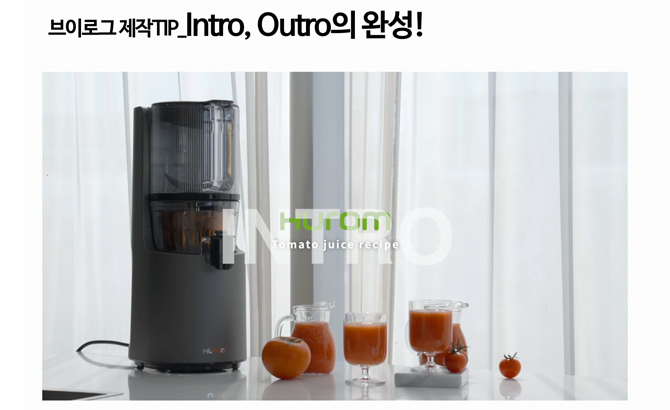 브이로그 제작TIP_Intro, Outro의 완성!
INTRO
Hurom
Tomato juice recipe
HUROM